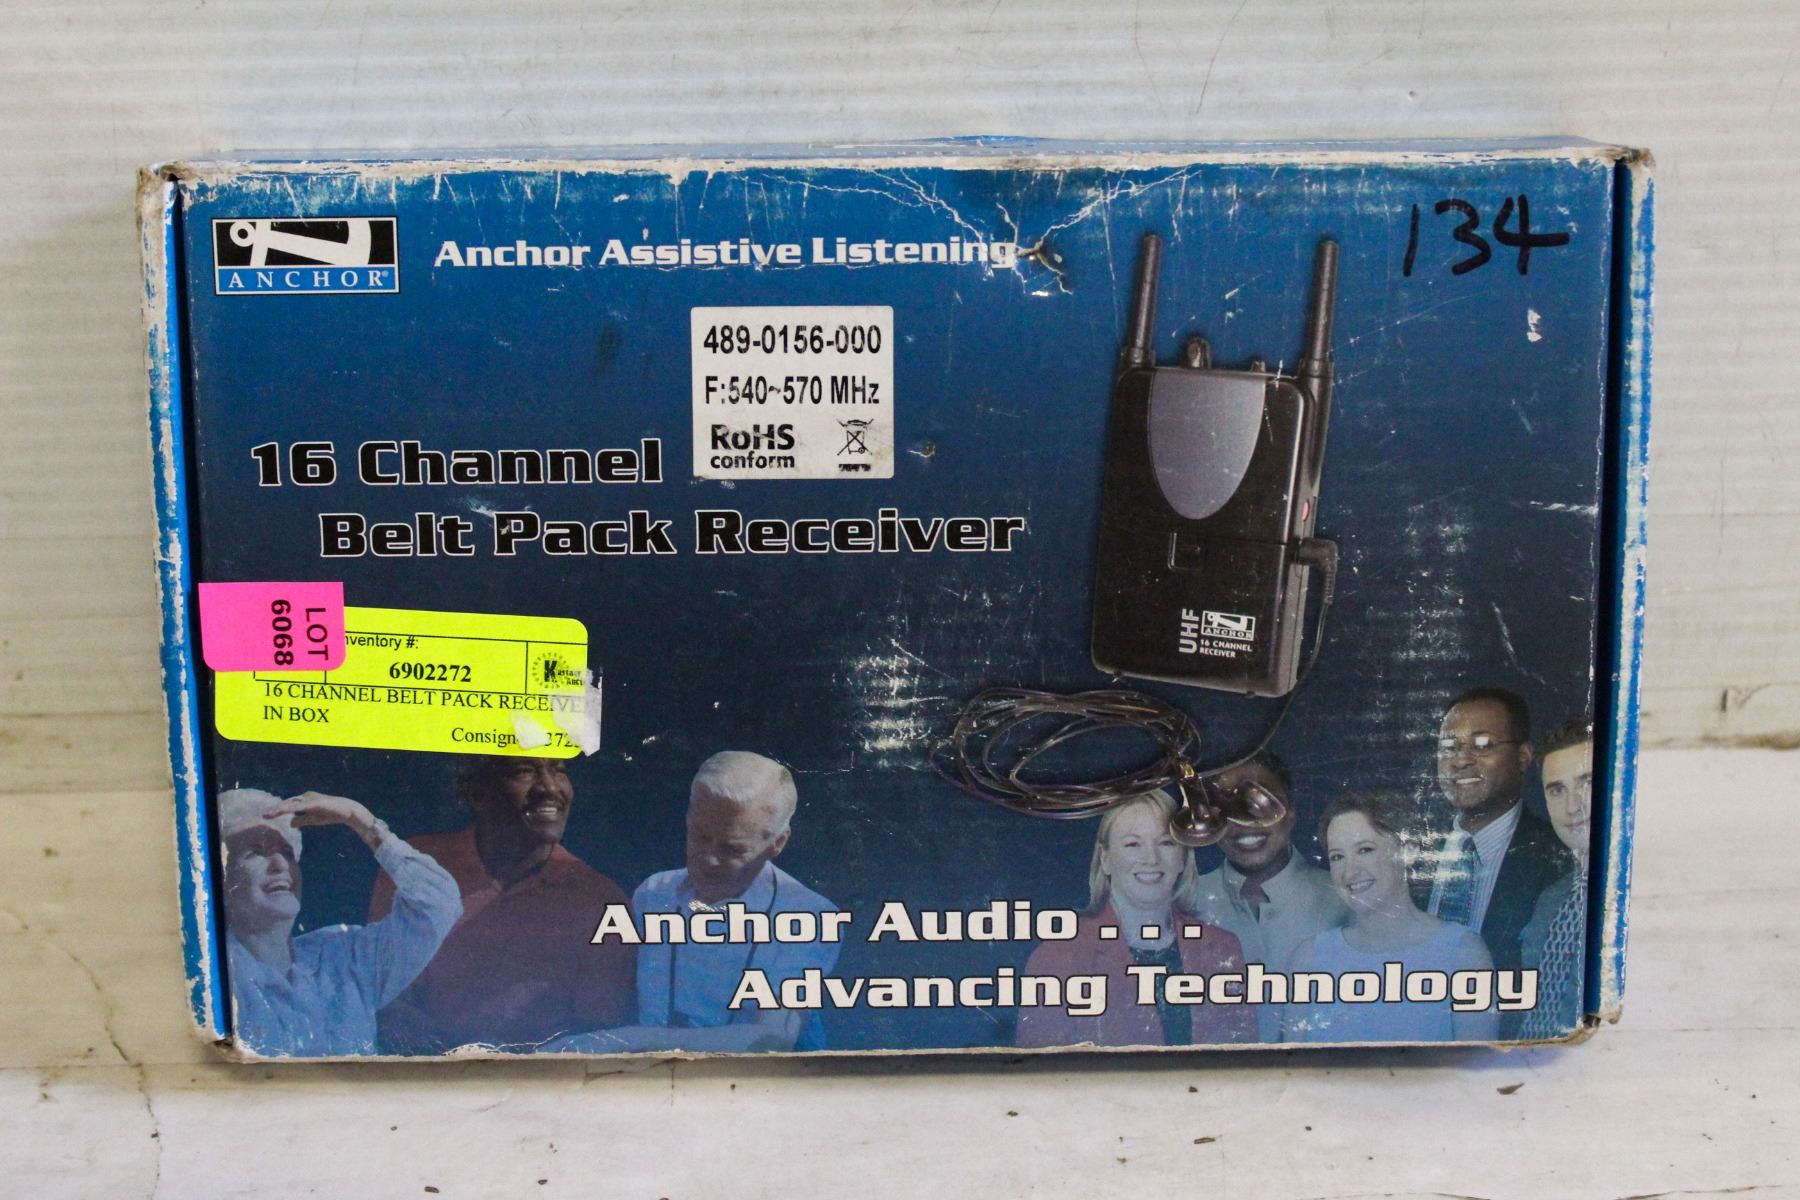 ANCHOR®
Anchor Assistive Listening
134
489-0156-000
F:540~570 MHz
RoHS
conform
16 Channel
Belt Pack Receiver
LOT
6068
Inventory #:
6902272
16 CHANNEL BELT PACK RECEIVER
IN BOX
UHF
ANCHOR
16 CHANNEL
RECEIVER
Anchor Audio . . .
Advancing Technology